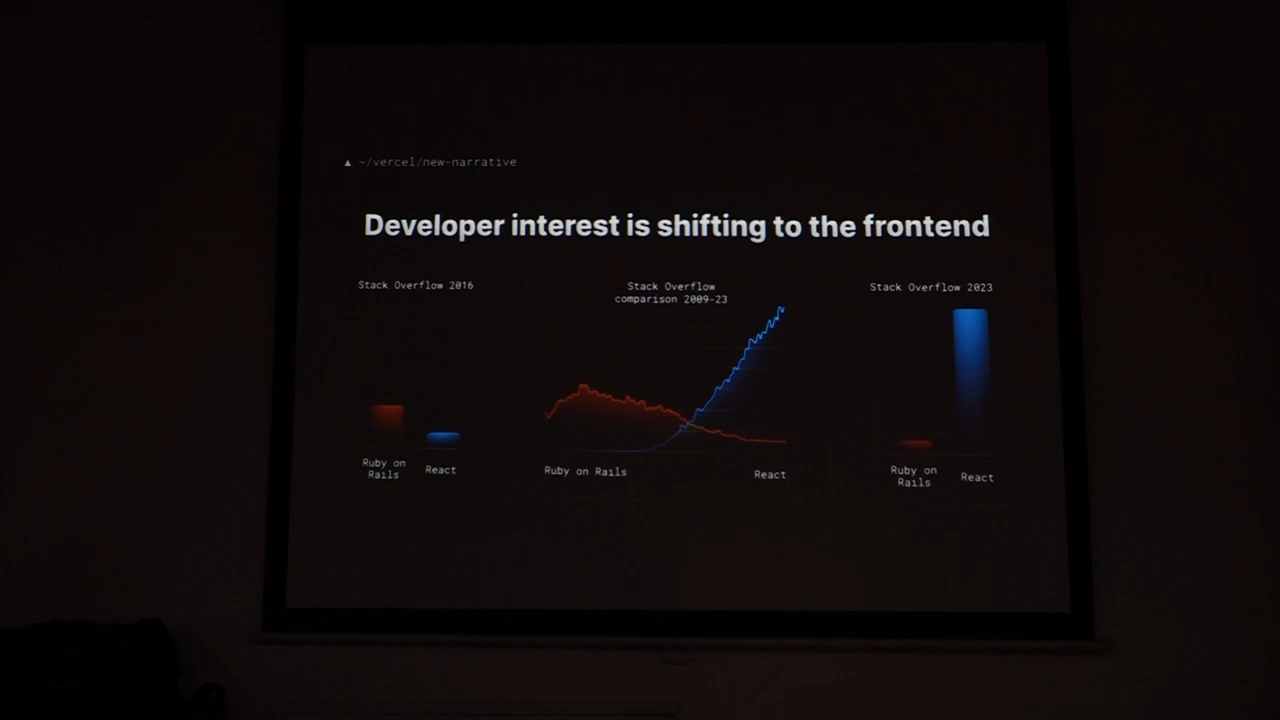 ▲ ~/vercel/new-narrative
Developer interest is shifting to the frontend
Stack Overflow 2016
Ruby on
Rails
React
Stack Overflow
comparison 2009-23
Ruby on Rails
React
Stack Overflow 2023
Ruby on
Rails
React